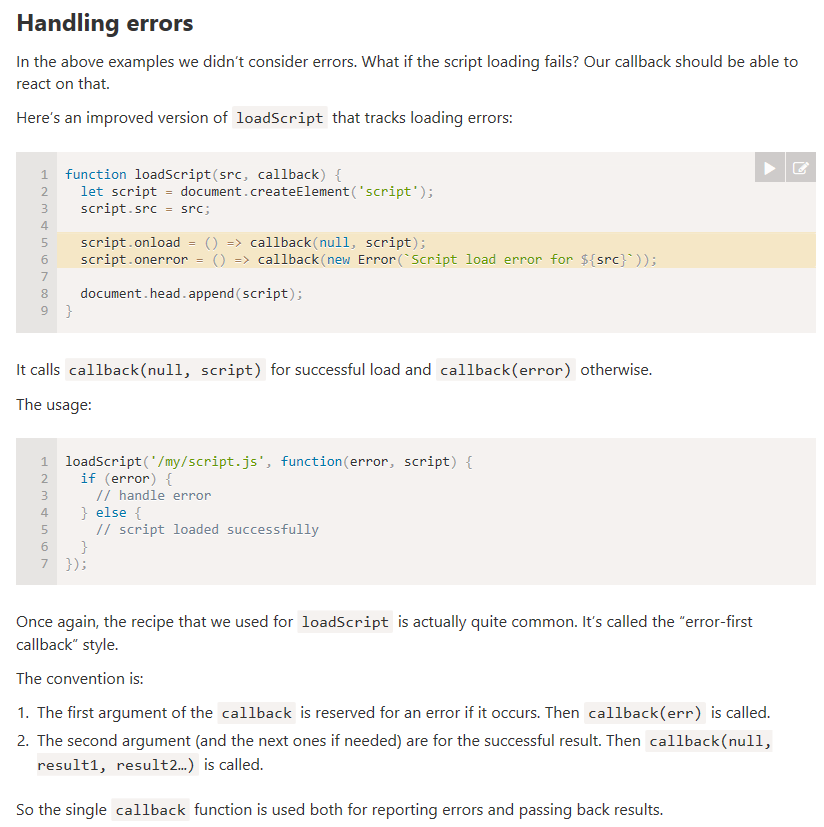 Handling errors
In the above examples we didn’t consider errors. What if the script loading fails? Our callback should be able to
react on that.
Here’s an improved version of loadScript that tracks loading errors:
1 function loadScript(src, callback) {
2   let script = document.createElement('script');
3   script.src = src;
4
5   script.onload = () => callback(null, script);
6   script.onerror = () => callback(new Error(`Script load error for ${src}`));
7
8   document.head.append(script);
9 }
It calls callback(null, script) for successful load and callback(error) otherwise.
The usage:
1 loadScript('/my/script.js', function(error, script) {
2   if (error) {
3     // handle error
4   } else {
5     // script loaded successfully
6   }
7 });
Once again, the recipe that we used for loadScript is actually quite common. It’s called the “error-first
callback” style.
The convention is:
1. The first argument of the callback is reserved for an error if it occurs. Then callback(err) is called.
2. The second argument (and the next ones if needed) are for the successful result. Then callback(null,
result1, result2…) is called.
So the single callback function is used both for reporting errors and passing back results.